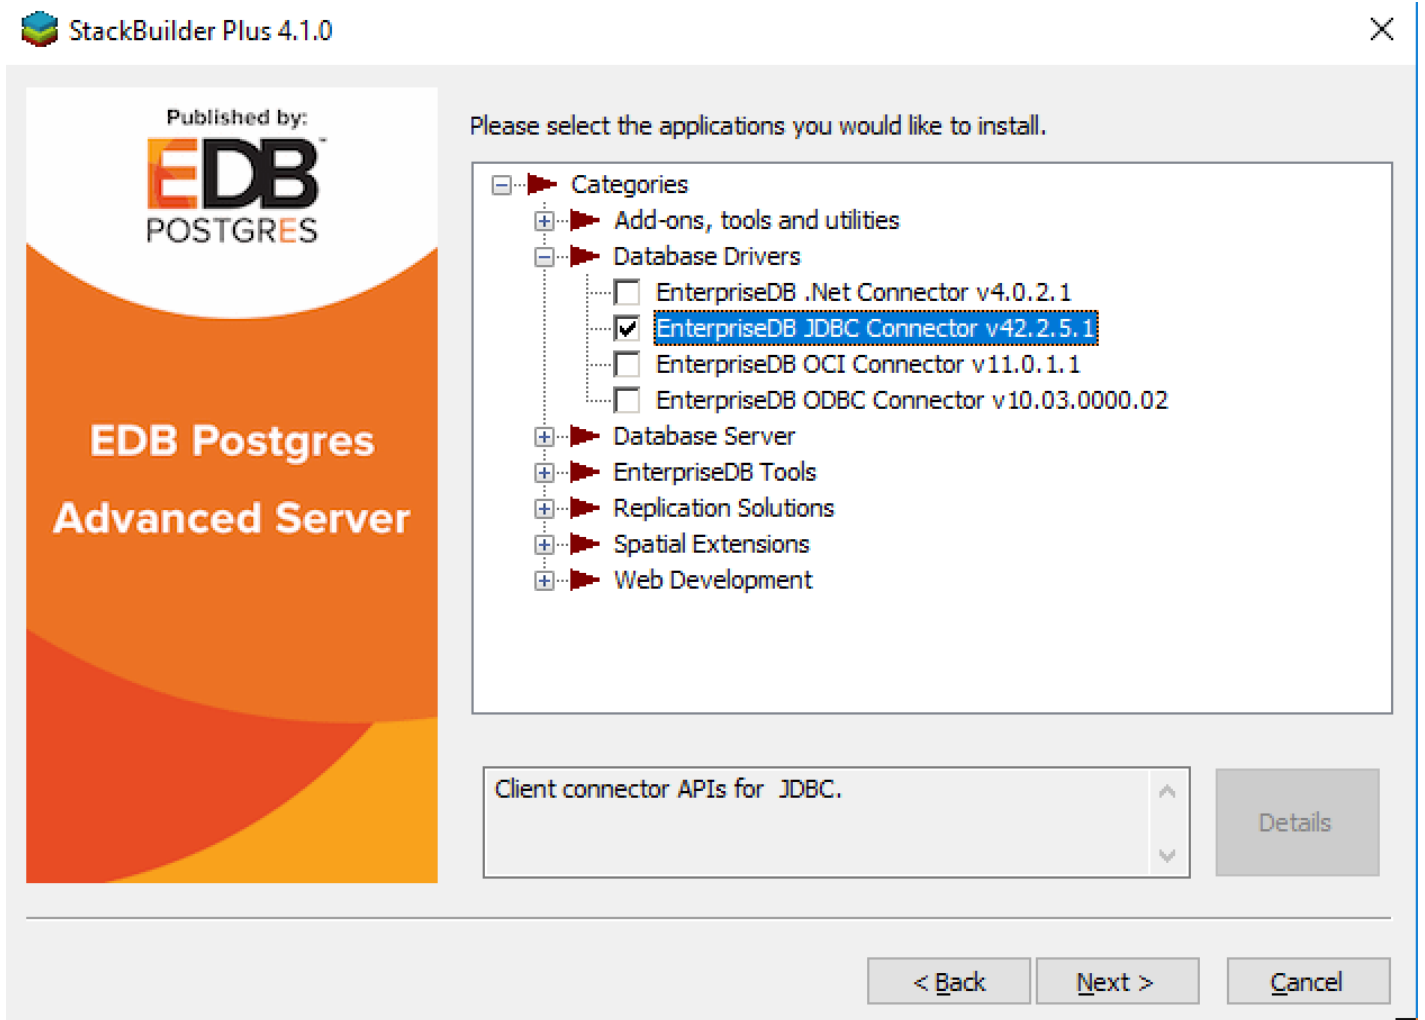 StackBuilder Plus 4.1.0
Published by:
EDB™
POSTGRES
EDB Postgres
Advanced Server
Please select the applications you would like to install.
Categories
Add-ons, tools and utilities
Database Drivers
EnterpriseDB .Net Connector v4.0.2.1
EnterpriseDB JDBC Connector v42.2.5.1
EnterpriseDB OCI Connector v11.0.1.1
EnterpriseDB ODBC Connector v10.03.0000.02
Database Server
EnterpriseDB Tools
Replication Solutions
Spatial Extensions
Web Development
Client connector APIs for  JDBC.
Details
< Back
Next >
Cancel